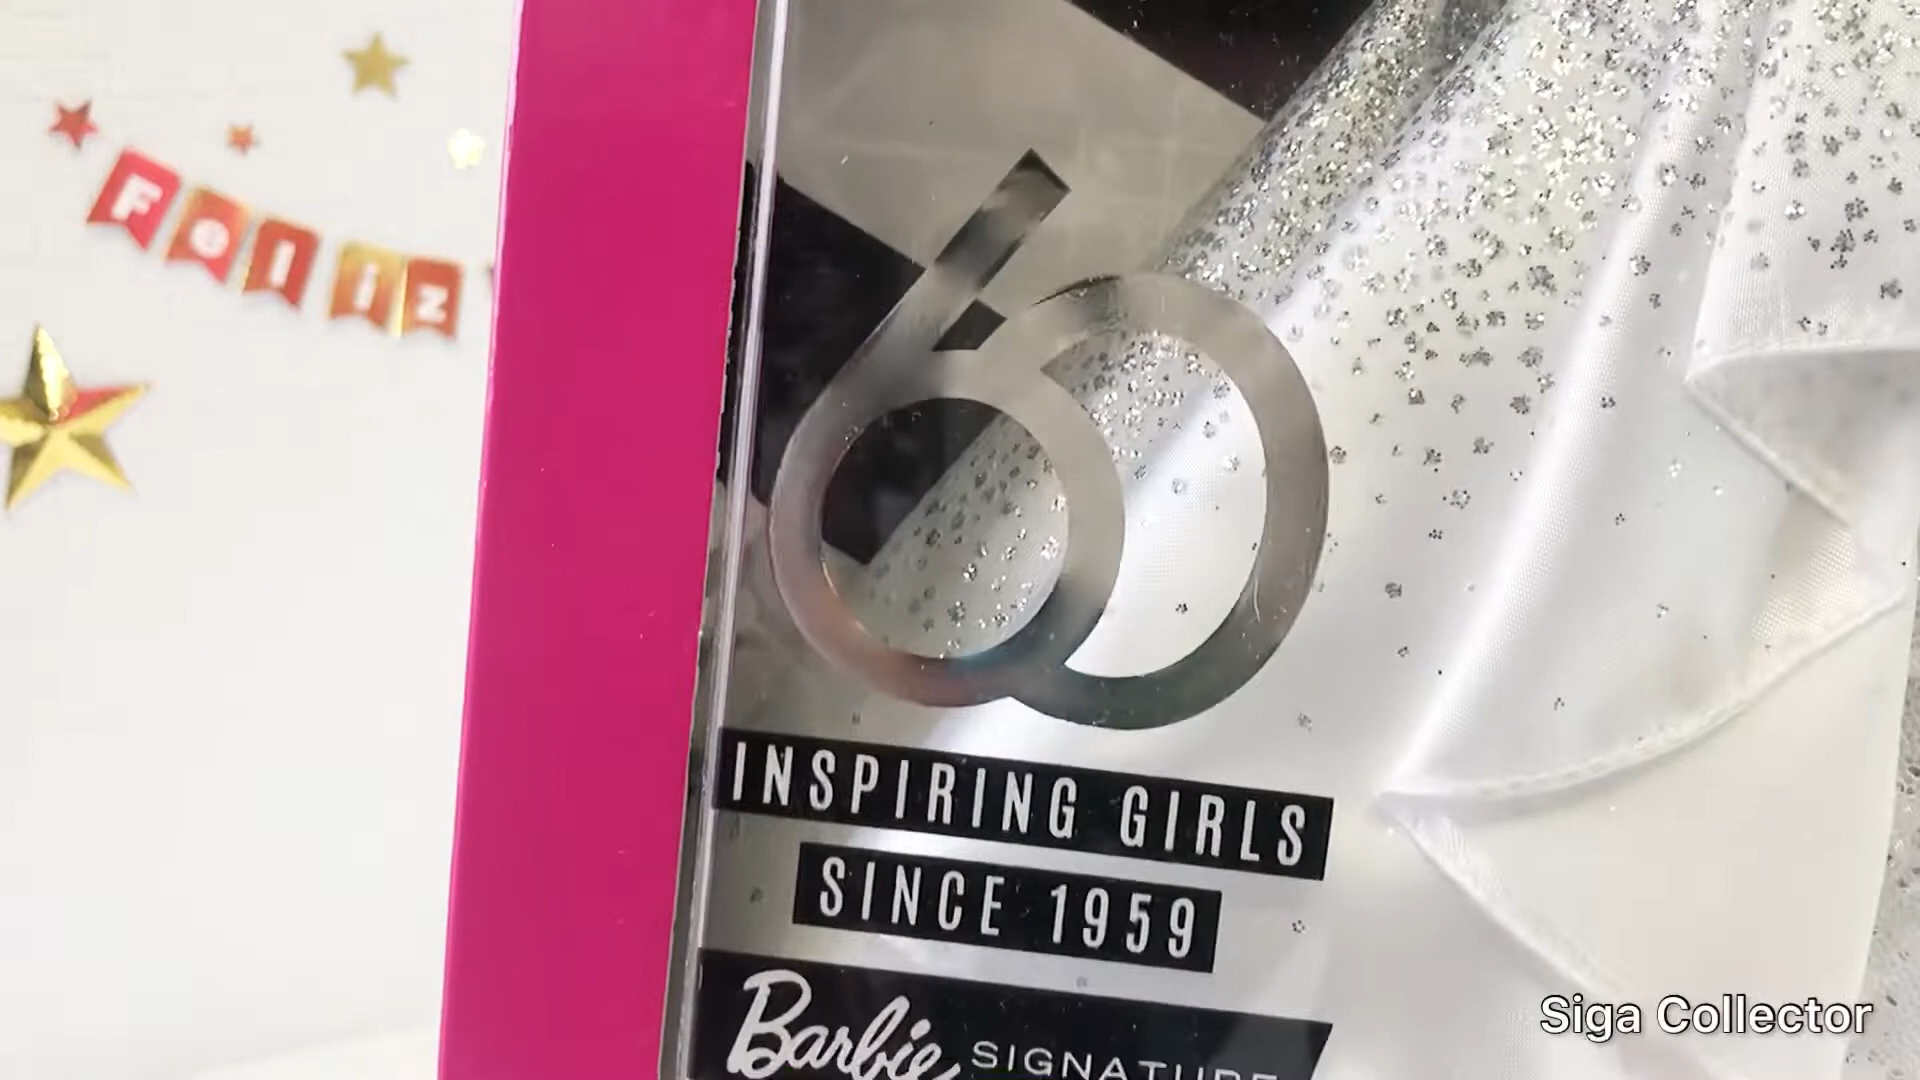 Feliz
60
INSPIRING GIRLS
SINCE 1959
Barbie SIGNATURE
Siga Collector